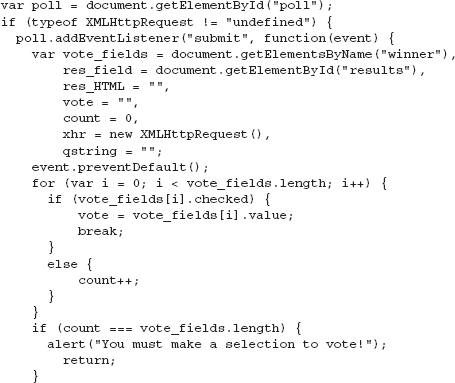 var poll = document.getElementById("poll");
if (typeof XMLHttpRequest != "undefined") {
  poll.addEventListener("submit", function(event) {
    var vote_fields = document.getElementsByName("winner"),
        res_field = document.getElementById("results"),
        res_HTML = "",
        vote = "",
        count = 0,
        xhr = new XMLHttpRequest(),
        qstring = "";
    event.preventDefault();
    for (var i = 0; i < vote_fields.length; i++) {
      if (vote_fields[i].checked) {
          vote = vote_fields[i].value;
          break;
      }
      else {
          count++;
      }
    }
    if (count === vote_fields.length) {
      alert("You must make a selection to vote!");
        return;
    }